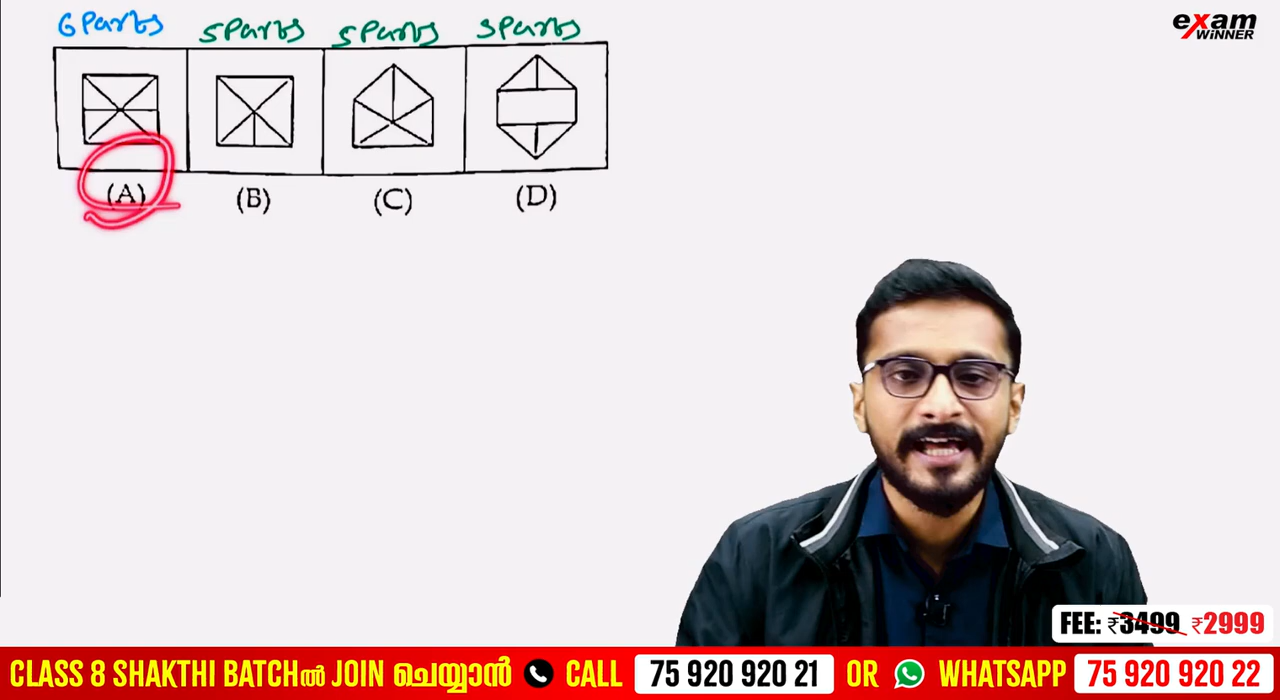 6 Parts 5 Parts 5 Parts 5 Parts
exam WiNNER
(A) (B) (C) (D)
FEE: ₹3499 ₹2999
CLASS 8 SHAKTHI BATCHൽ JOIN ചെയ്യാൻ CALL 75 920 920 21 OR WHATSAPP 75 920 920 22